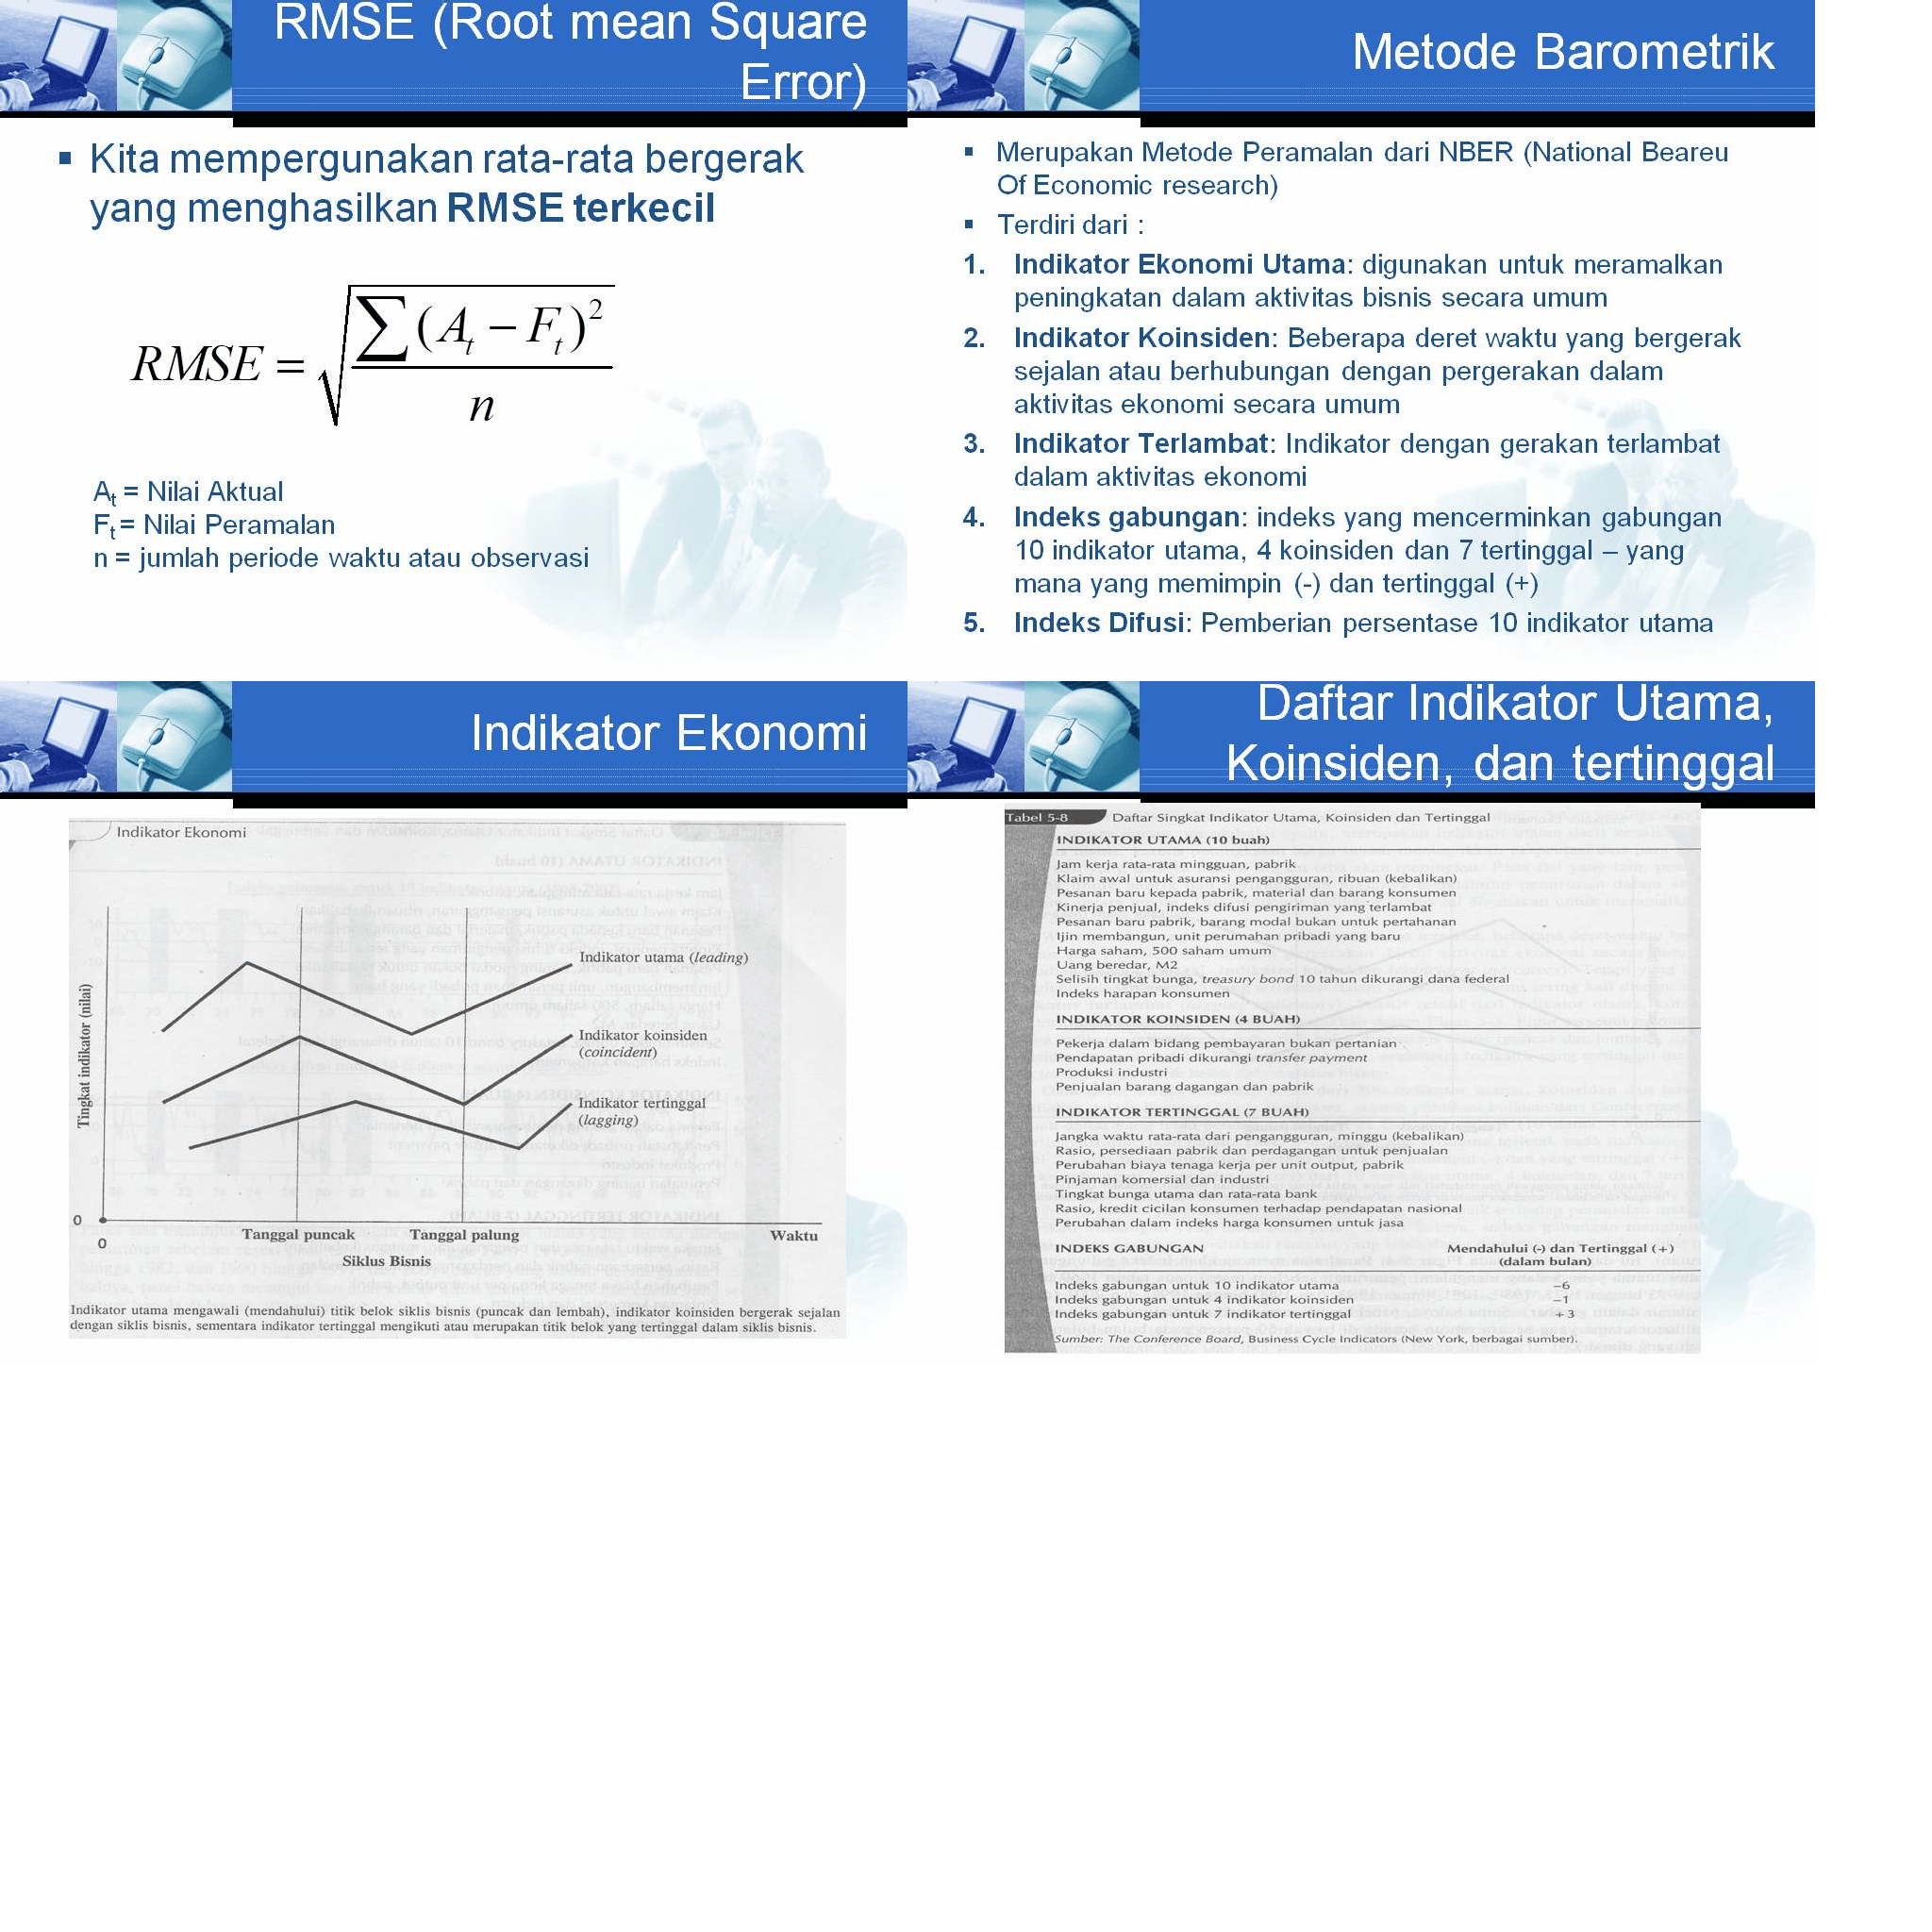 RMSE (Root mean Square
Error)
▪ Kita mempergunakan rata-rata bergerak
yang menghasilkan RMSE terkecil
RMSE = √(∑(Aₜ − Fₜ)² / n)
Aₜ = Nilai Aktual
Fₜ = Nilai Peramalan
n = jumlah periode waktu atau observasi
Metode Barometrik
▪ Merupakan Metode Peramalan dari NBER (National Beareu
Of Economic research)
▪ Terdiri dari :
1. Indikator Ekonomi Utama: digunakan untuk meramalkan
peningkatan dalam aktivitas bisnis secara umum
2. Indikator Koinsiden: Beberapa deret waktu yang bergerak
sejalan atau berhubungan dengan pergerakan dalam
aktivitas ekonomi secara umum
3. Indikator Terlambat: Indikator dengan gerakan terlambat
dalam aktivitas ekonomi
4. Indeks gabungan: indeks yang mencerminkan gabungan
10 indikator utama, 4 koinsiden dan 7 tertinggal – yang
mana yang memimpin (-) dan tertinggal (+)
5. Indeks Difusi: Pemberian persentase 10 indikator utama
Indikator Ekonomi
Indikator Ekonomi
Tingkat indikator (nilai)
Indikator utama (leading)
Indikator koinsiden
(coincident)
Indikator tertinggal
(lagging)
0
0
Tanggal puncak
Tanggal palung
Waktu
Siklus Bisnis
Indikator utama mengawali (mendahului) titik belok siklis bisnis (puncak dan lembah), indikator koinsiden bergerak sejalan
dengan siklis bisnis, sementara indikator tertinggal mengikuti atau merupakan titik belok yang tertinggal dalam siklis bisnis.
Daftar Indikator Utama,
Koinsiden, dan tertinggal
Tabel 5-8 Daftar Singkat Indikator Utama, Koinsiden dan Tertinggal
INDIKATOR UTAMA (10 buah)
Jam kerja rata-rata mingguan, pabrik
Klaim awal untuk asuransi pengangguran, ribuan (kebalikan)
Pesanan baru kepada pabrik, material dan barang konsumen
Kinerja penjual, indeks difusi pengiriman yang terlambat
Pesanan baru pabrik, barang modal bukan untuk pertahanan
Ijin membangun, unit perumahan pribadi yang baru
Harga saham, 500 saham umum
Uang beredar, M2
Selisih tingkat bunga, treasury bond 10 tahun dikurangi dana federal
Indeks harapan konsumen
INDIKATOR KOINSIDEN (4 BUAH)
Pekerja dalam bidang pembayaran bukan pertanian
Pendapatan pribadi dikurangi transfer payment
Produksi industri
Penjualan barang dagangan dan pabrik
INDIKATOR TERTINGGAL (7 BUAH)
Jangka waktu rata-rata dari pengangguran, minggu (kebalikan)
Rasio, persediaan pabrik dan perdagangan untuk penjualan
Perubahan biaya tenaga kerja per unit output, pabrik
Pinjaman komersial dan industri
Tingkat bunga utama dan rata-rata bank
Rasio, kredit cicilan konsumen terhadap pendapatan nasional
Perubahan dalam indeks harga konsumen untuk jasa
INDEKS GABUNGAN Mendahului (-) dan Tertinggal (+)
(dalam bulan)
Indeks gabungan untuk 10 indikator utama −6
Indeks gabungan untuk 4 indikator koinsiden −1
Indeks gabungan untuk 7 indikator tertinggal +3
Sumber: The Conference Board, Business Cycle Indicators (New York, berbagai sumber).